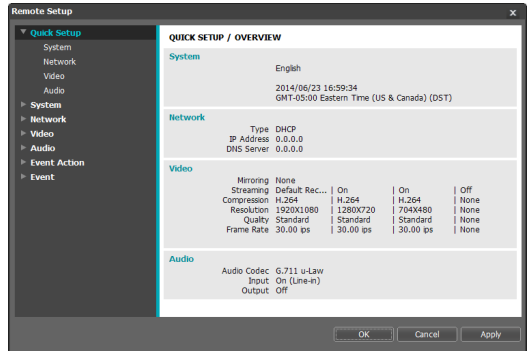 Remote Setup x
Quick Setup
System
Network
Video
Audio
System
Network
Video
Audio
Event Action
Event
QUICK SETUP / OVERVIEW
System
English
2014/06/23 16:59:34
GMT-05:00 Eastern Time (US & Canada) (DST)
Network
Type DHCP
IP Address 0.0.0.0
DNS Server 0.0.0.0
Video
Mirroring None
Streaming Default Rec... | On | On | Off
Compression H.264 | H.264 | H.264 | None
Resolution 1920X1080 | 1280X720 | 704X480 | None
Quality Standard | Standard | Standard | None
Frame Rate 30.00 ips | 30.00 ips | 30.00 ips | None
Audio
Audio Codec G.711 u-Law
Input On (Line-in)
Output Off
OK Cancel Apply